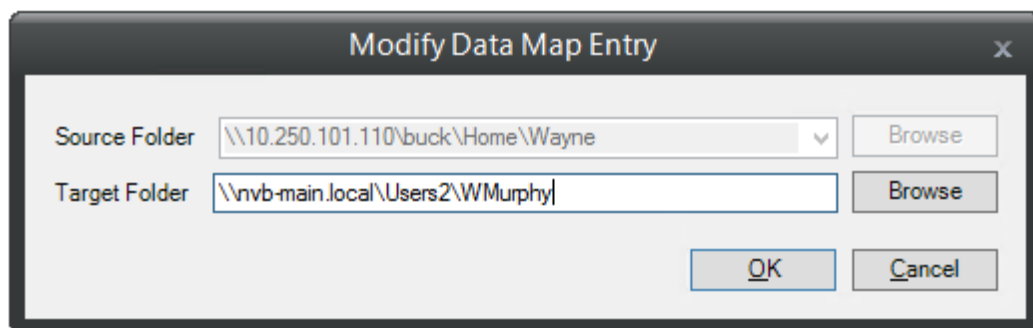 Modify Data Map Entry x
Source Folder \\10.250.101.110\buck\Home\Wayne Browse
Target Folder \\nvb-main.local\Users2\WMurphy Browse
OK Cancel